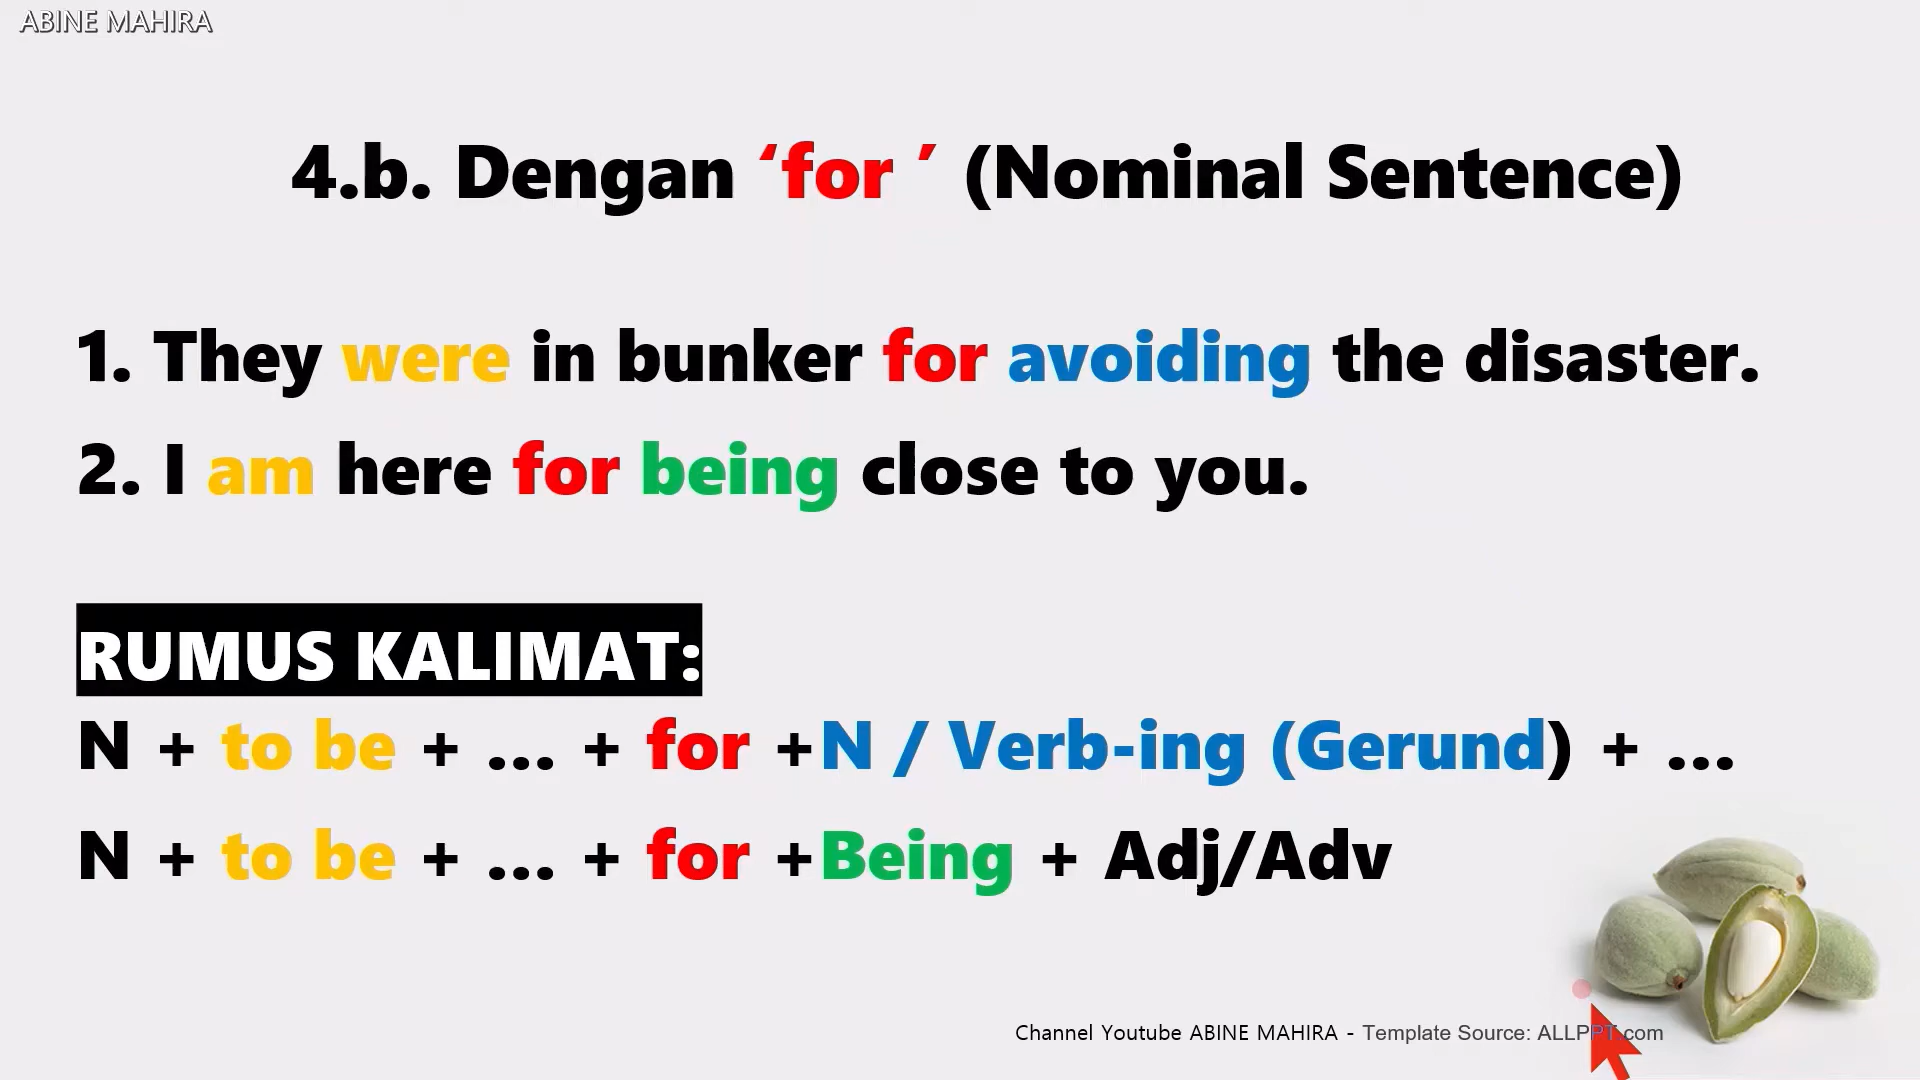 ABINE MAHIRA
4.b. Dengan ‘for ’ (Nominal Sentence)
1. They were in bunker for avoiding the disaster.
2. I am here for being close to you.
RUMUS KALIMAT:
N + to be + ... + for +N / Verb-ing (Gerund) + ...
N + to be + ... + for +Being + Adj/Adv
Channel Youtube ABINE MAHIRA - Template Source: ALLPPT.com